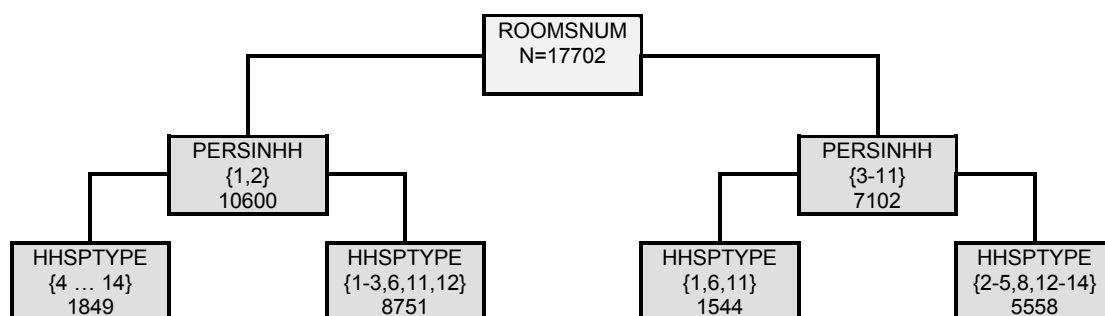 ROOMSNUM
N=17702
PERSINHH
{1,2}
10600
PERSINHH
{3-11}
7102
HHSPTYPE
{4 … 14}
1849
HHSPTYPE
{1-3,6,11,12}
8751
HHSPTYPE
{1,6,11}
1544
HHSPTYPE
{2-5,8,12-14}
5558